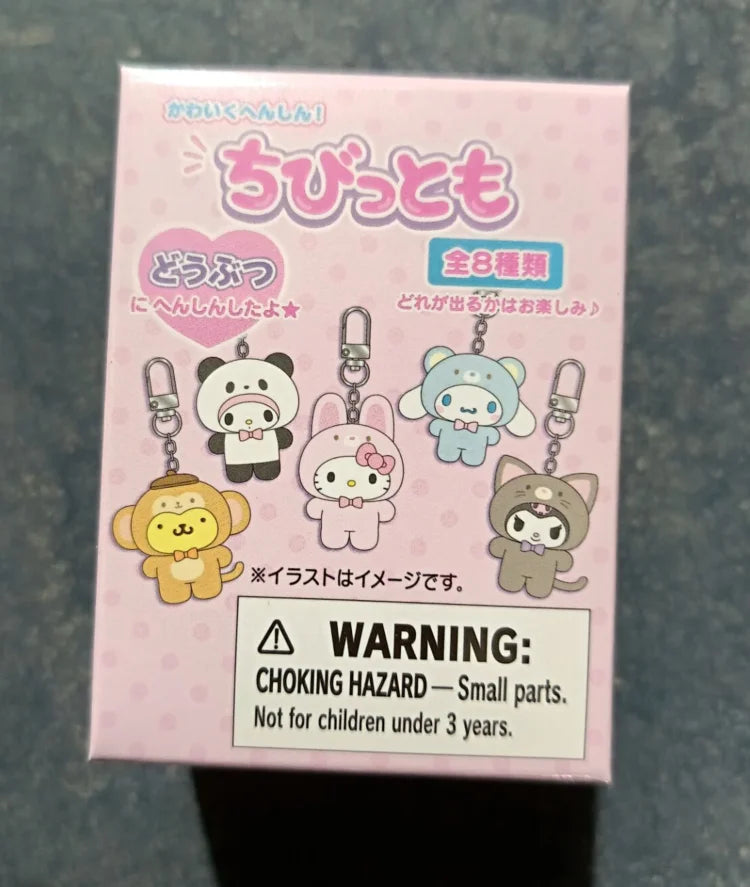 かわいくへんしん!
ちびっとも
どうぶつ
に へんしんしたよ★
全8種類
どれが出るかはお楽しみ♪
※イラストはイメージです。
⚠ WARNING:
CHOKING HAZARD — Small parts.
Not for children under 3 years.